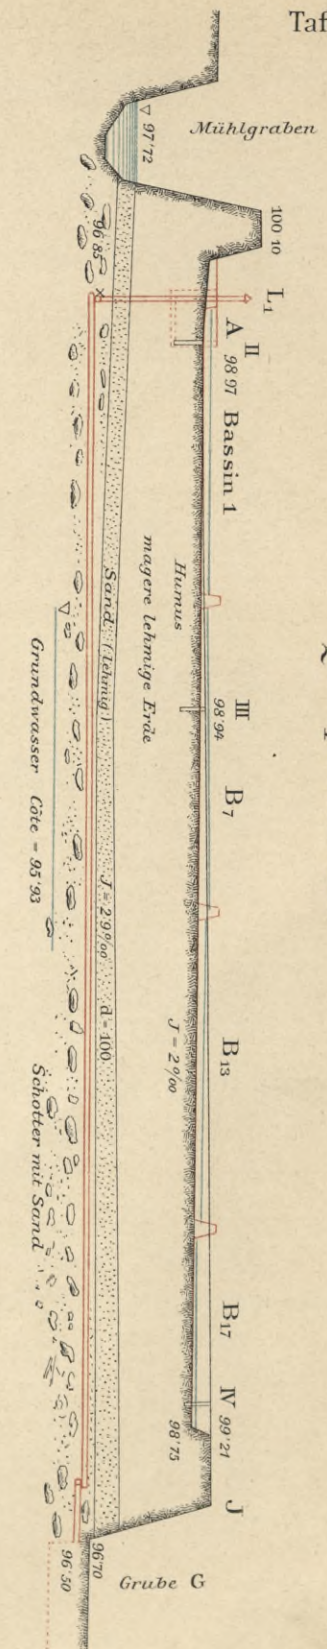 Taf
Mühlgraben
97'72
100 10
96'85
L₁
A
II
98'97
Bassin 1
Humus
magere lehmige Erde
Sand (lehmig)
III
98'94
B₇
Grundwasser Côte = 95'93
J = 2'9‰ d = 100
B₁₃
J = 2‰
Schotter mit Sand
B₁₇
IV
99'21
98'75
J
96'70
96'50
Grube G